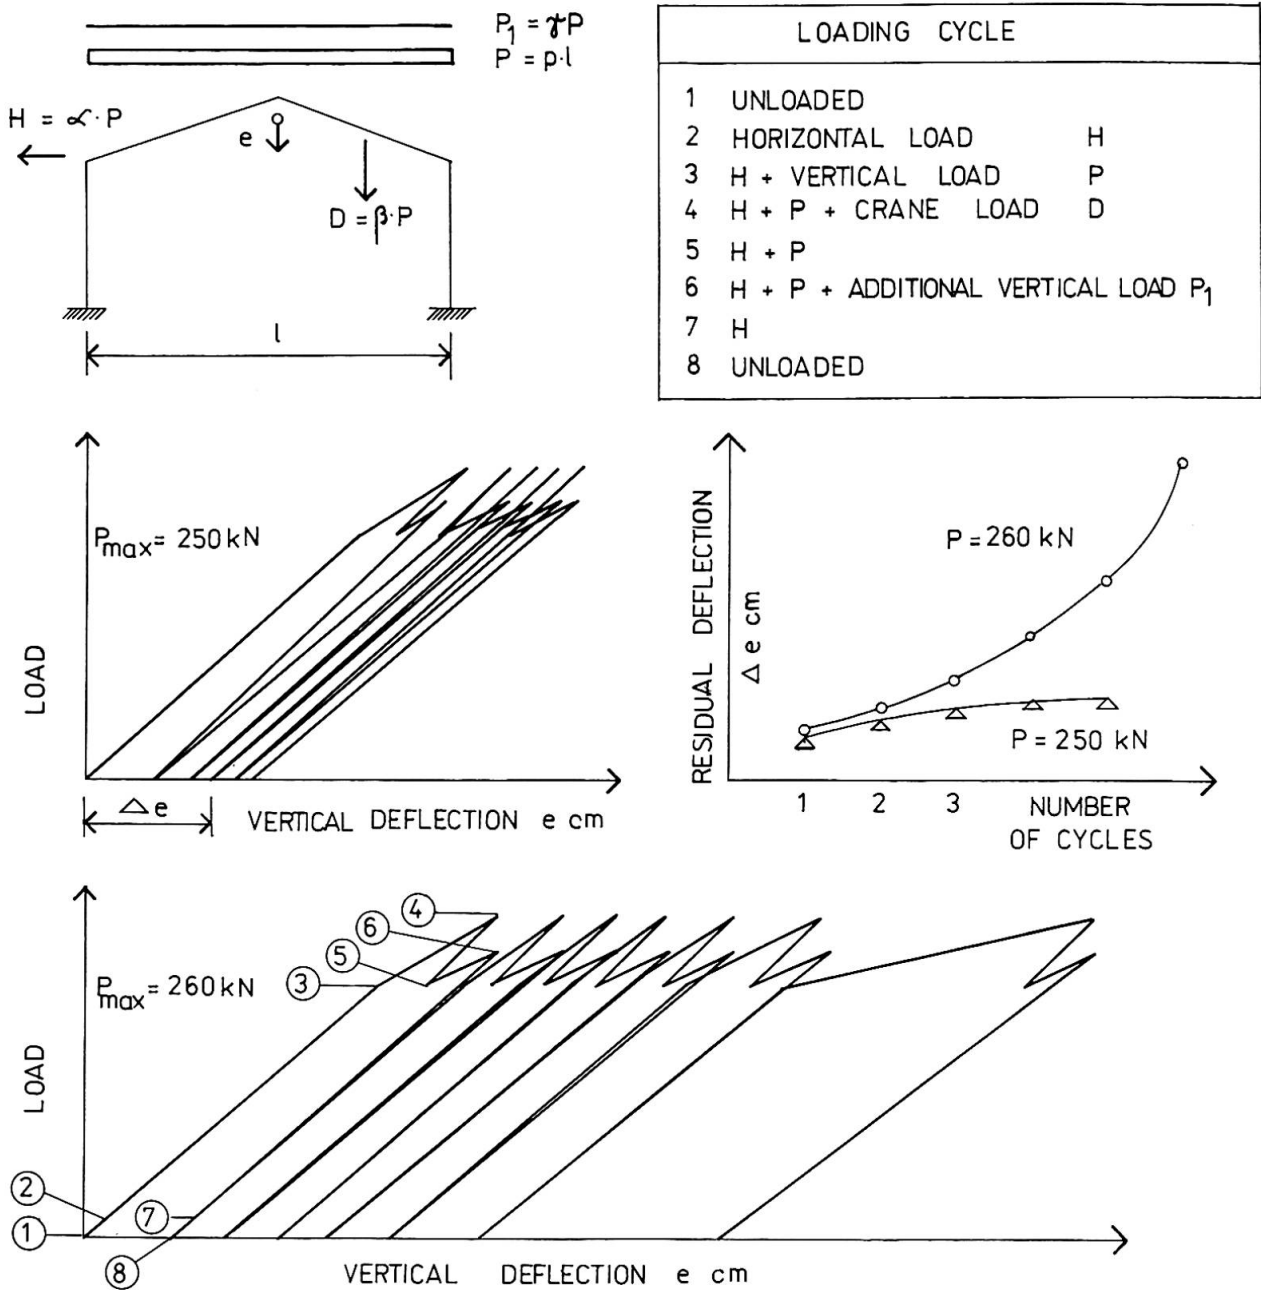 P₁ = γP
P = p·l
H = α·P
e
D = β·P
l
LOADING CYCLE
1 UNLOADED
2 HORIZONTAL LOAD H
3 H + VERTICAL LOAD P
4 H + P + CRANE LOAD D
5 H + P
6 H + P + ADDITIONAL VERTICAL LOAD P₁
7 H
8 UNLOADED
Pmax = 250 kN
LOAD
Δe
VERTICAL DEFLECTION e cm
RESIDUAL DEFLECTION
Δe cm
P = 260 kN
P = 250 kN
1 2 3
NUMBER
OF CYCLES
Pmax = 260 kN
LOAD
4
6
5
3
2
7
1
8
VERTICAL DEFLECTION e cm